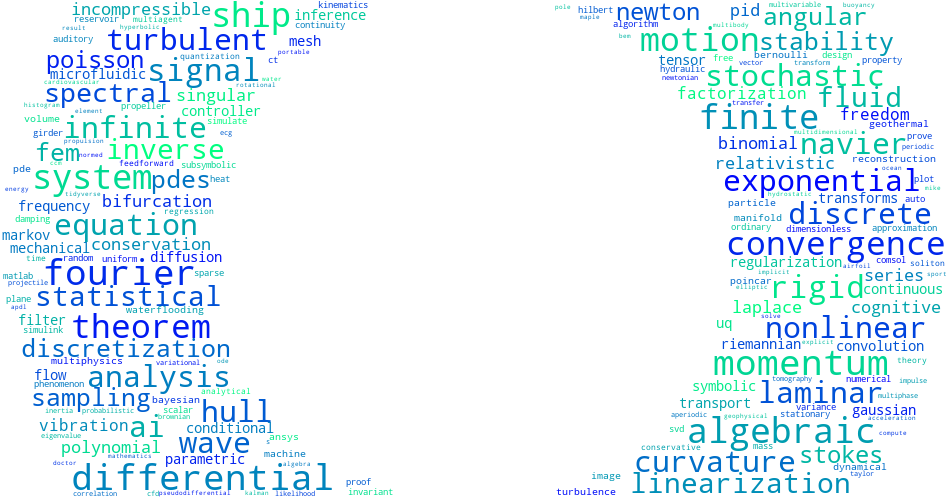 incompressible
ship
kinematics
reservoir
multiagent
inference
result
hyperbolic
continuity
auditory
turbulent
mesh
portable
poisson
quantization
ct
microfluidic
signal
water
cardiovascular
rotational
spectral
singular
histogram
element
propeller
controller
volume
infinite
simulate
girder
ecg
propulsion
fem
normed
inverse
ccm
feedforward
subsymbolic
pde
system
pdes
heat
energy
tidyverse
frequency
bifurcation
regression
damping
equation
markov
mechanical
conservation
time
random
uniform
diffusion
matlab
fourier
sparse
projectile
plane
statistical
apdl
waterflooding
filter
simulink
theorem
discretization
multiphysics
variational
ode
flow
phenomenon
analysis
analytical
sampling
bayesian
inertia
probabilistic
scalar
brownian
hull
vibration
ai
conditional
eigenvalue
ansys
polynomial
wave
s
mathematics
parametric
machine
doctor
algebra
differential
proof
correlation
cfd
pseudodifferential
kalman
likelihood
invariant
pole
hilbert
maple
newton
pid
multivariable
buoyancy
algorithm
angular
bem
motion
multibody
stability
tensor
free
bernoulli
design
hydraulic
vector
transform
property
newtonian
stochastic
factorization
fluid
transfer
finite
freedom
geothermal
multidimensional
binomial
navier
prove
periodic
relativistic
reconstruction
ocean
exponential
plot
mike
hydrostatic
transforms
auto
particle
manifold
discrete
ordinary
dimensionless
approximation
convergence
regularization
airfoil
comsol
soliton
implicit
poincar
series
sport
elliptic
rigid
continuous
laplace
cognitive
solve
uq
nonlinear
riemannian
explicit
convolution
momentum
theory
tomography
numerical
impulse
symbolic
laminar
multiphase
transport
variance
gaussian
aperiodic
geophysical
stationary
acceleration
svd
algebraic
compute
conservative
mass
stokes
curvature
dynamical
image
taylor
turbulence
linearization